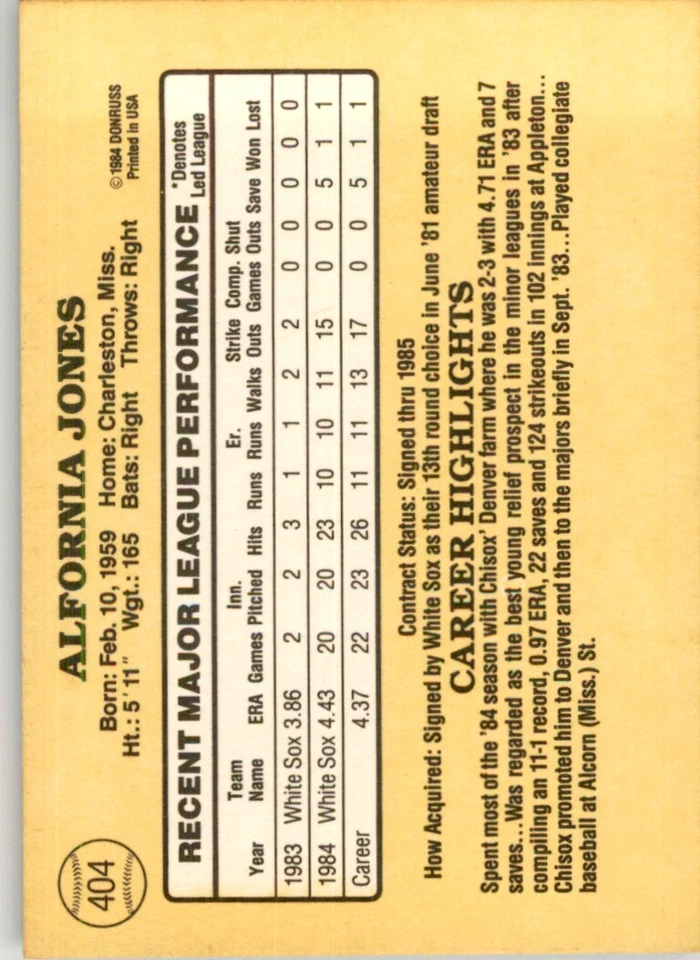 404
ALFORNIA JONES
©1984 DONRUSS
Printed in USA
Born: Feb. 10, 1959 Home: Charleston, Miss.
Ht.: 5'11" Wgt.: 165 Bats: Right Throws: Right
RECENT MAJOR LEAGUE PERFORMANCE *Denotes Led League
Year Team Name ERA Games Inn. Pitched Hits Runs Er. Runs Walks Strike Outs Comp. Games Shut Outs Save Won Lost
1983 White Sox 3.86 2 2 3 1 1 2 2 0 0 0 0 0
1984 White Sox 4.43 20 20 23 10 10 11 15 0 0 5 1 1
Career 4.37 22 23 26 11 11 13 17 0 0 5 1 1
Contract Status: Signed thru 1985
How Acquired: Signed by White Sox as their 13th round choice in June '81 amateur draft
CAREER HIGHLIGHTS
Spent most of the '84 season with Chisox' Denver farm where he was 2-3 with 4.71 ERA and 7
saves...Was regarded as the best young relief prospect in the minor leagues in '83 after
compiling an 11-1 record, 0.97 ERA, 22 saves and 124 strikeouts in 102 innings at Appleton...
Chisox promoted him to Denver and then to the majors briefly in Sept. '83...Played collegiate
baseball at Alcorn (Miss.) St.